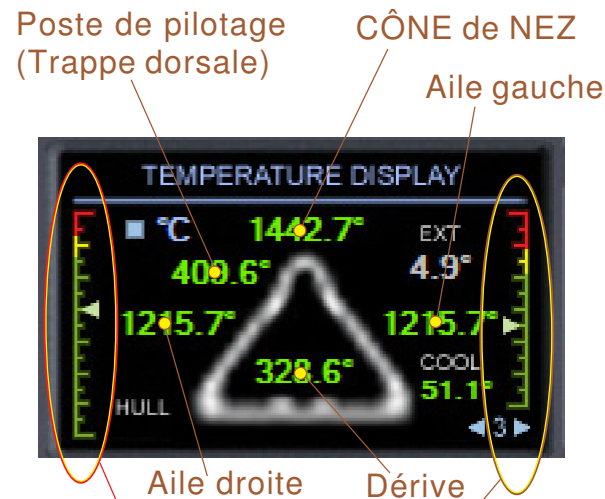 Poste de pilotage
(Trappe dorsale)
CÔNE de NEZ
Aile gauche
TEMPERATURE DISPLAY
°C
1442.7°
EXT
409.6°
4.9°
1215.7°
1215.7°
328.6°
COOL
51.1°
HULL
3
Aile droite
Dérive